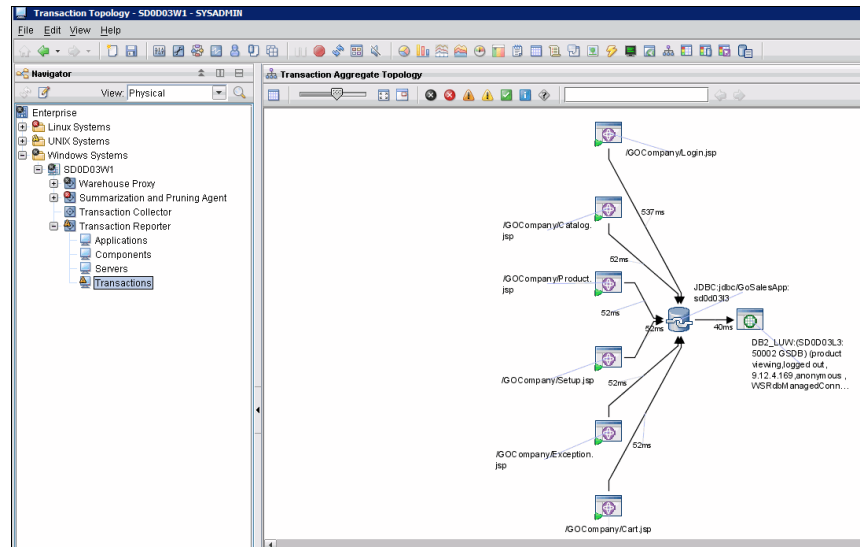 Transaction Topology - SD0D03W1 - SYSADMIN
File Edit View Help
Navigator
View: Physical
Enterprise
Linux Systems
UNIX Systems
Windows Systems
SD0D03W1
Warehouse Proxy
Summarization and Pruning Agent
Transaction Collector
Transaction Reporter
Applications
Components
Servers
Transactions
Transaction Aggregate Topology
/GOCompany/Login.jsp
537ms
/GOCompany/Catalog.
jsp
52ms
/GOCompany/Product.
jsp
52ms
52ms
JDBC:jdbc/GoSalesApp:
sd0d03l3
40ms
DB2_LUW:(SD0D03L3:
50002 GSDB) (product
viewing,logged out,
9.12.4.169,anonymous ,
WSRdbManagedConn...
/GOCompany/Setup.jsp
52ms
/GOCompany/Exception.
jsp
52ms
/GOCompany/Cart.jsp